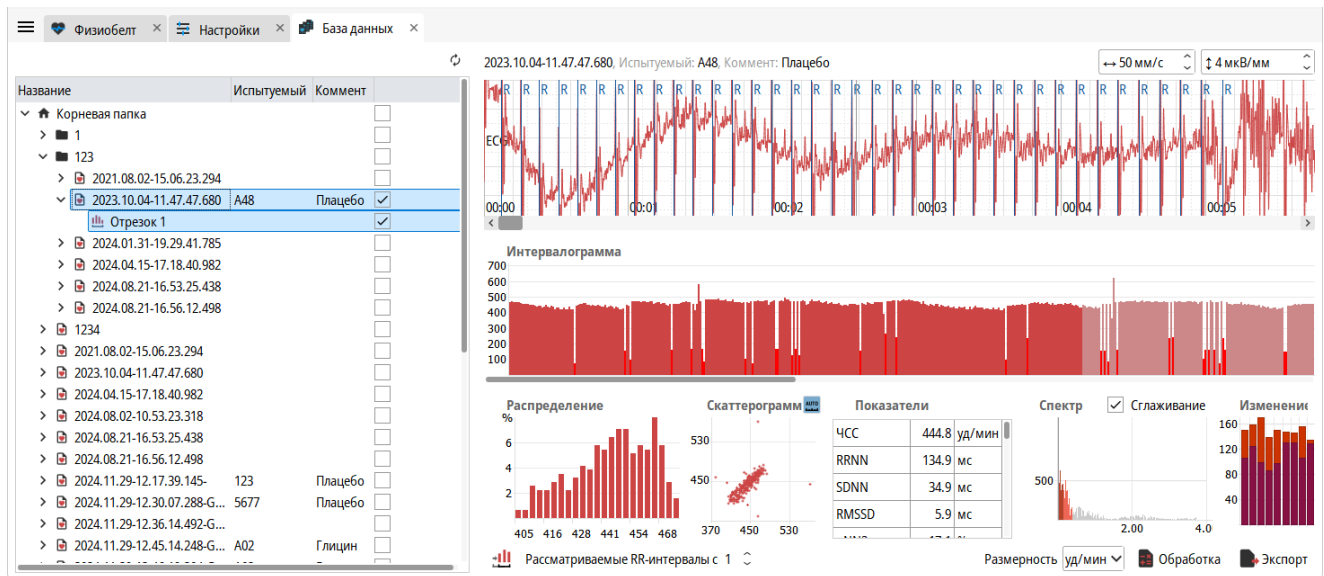 Физиобелт × Настройки × База данных ×
Название Испытуемый Коммент
Корневая папка
1
123
2021.08.02-15.06.23.294
2023.10.04-11.47.47.680 A48 Плацебо
Отрезок 1
2024.01.31-19.29.41.785
2024.04.15-17.18.40.982
2024.08.21-16.53.25.438
2024.08.21-16.56.12.498
1234
2021.08.02-15.06.23.294
2023.10.04-11.47.47.680
2024.04.15-17.18.40.982
2024.08.02-10.53.23.318
2024.08.21-16.53.25.438
2024.08.21-16.56.12.498
2024.11.29-12.17.39.145- 123 Плацебо
2024.11.29-12.30.07.288-G... 5677 Плацебо
2024.11.29-12.36.14.492-G...
2024.11.29-12.45.14.248-G... A02 Глицин
2023.10.04-11.47.47.680, Испытуемый: A48, Коммент: Плацебо
50 мм/с 4 мкВ/мм
R R R R R R R R R R R R R R R R R R R R R R R R R R R R R R R R R R R R R R R R R
ECG
00:00 00:01 00:02 00:03 00:04 00:05
Интервалограмма
700
600
500
400
300
200
100
Распределение
%
6
4
2
405 416 428 441 454 468
Скаттерограмм AUTO
530
450
370 450 530
Показатели
ЧСС 444.8 уд/мин
RRNN 134.9 мс
SDNN 34.9 мс
RMSSD 5.9 мс
Спектр Сглаживание
500
2.00 4.0
Изменение
160
120
80
40
Рассматриваемые RR-интервалы с 1
Размерность уд/мин Обработка Экспорт